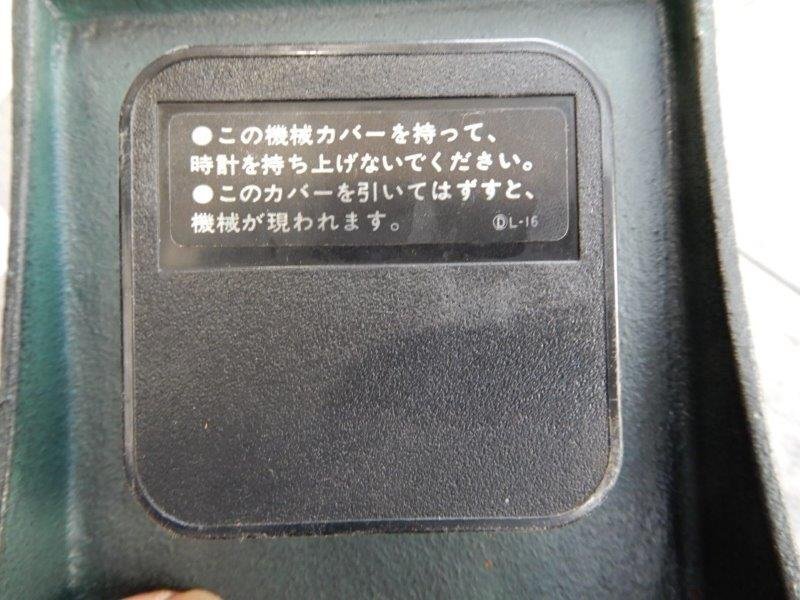 ●この機械カバーを持って、
時計を持ち上げないでください。
●このカバーを引いてはずすと、
機械が現われます。 ⒹL-16